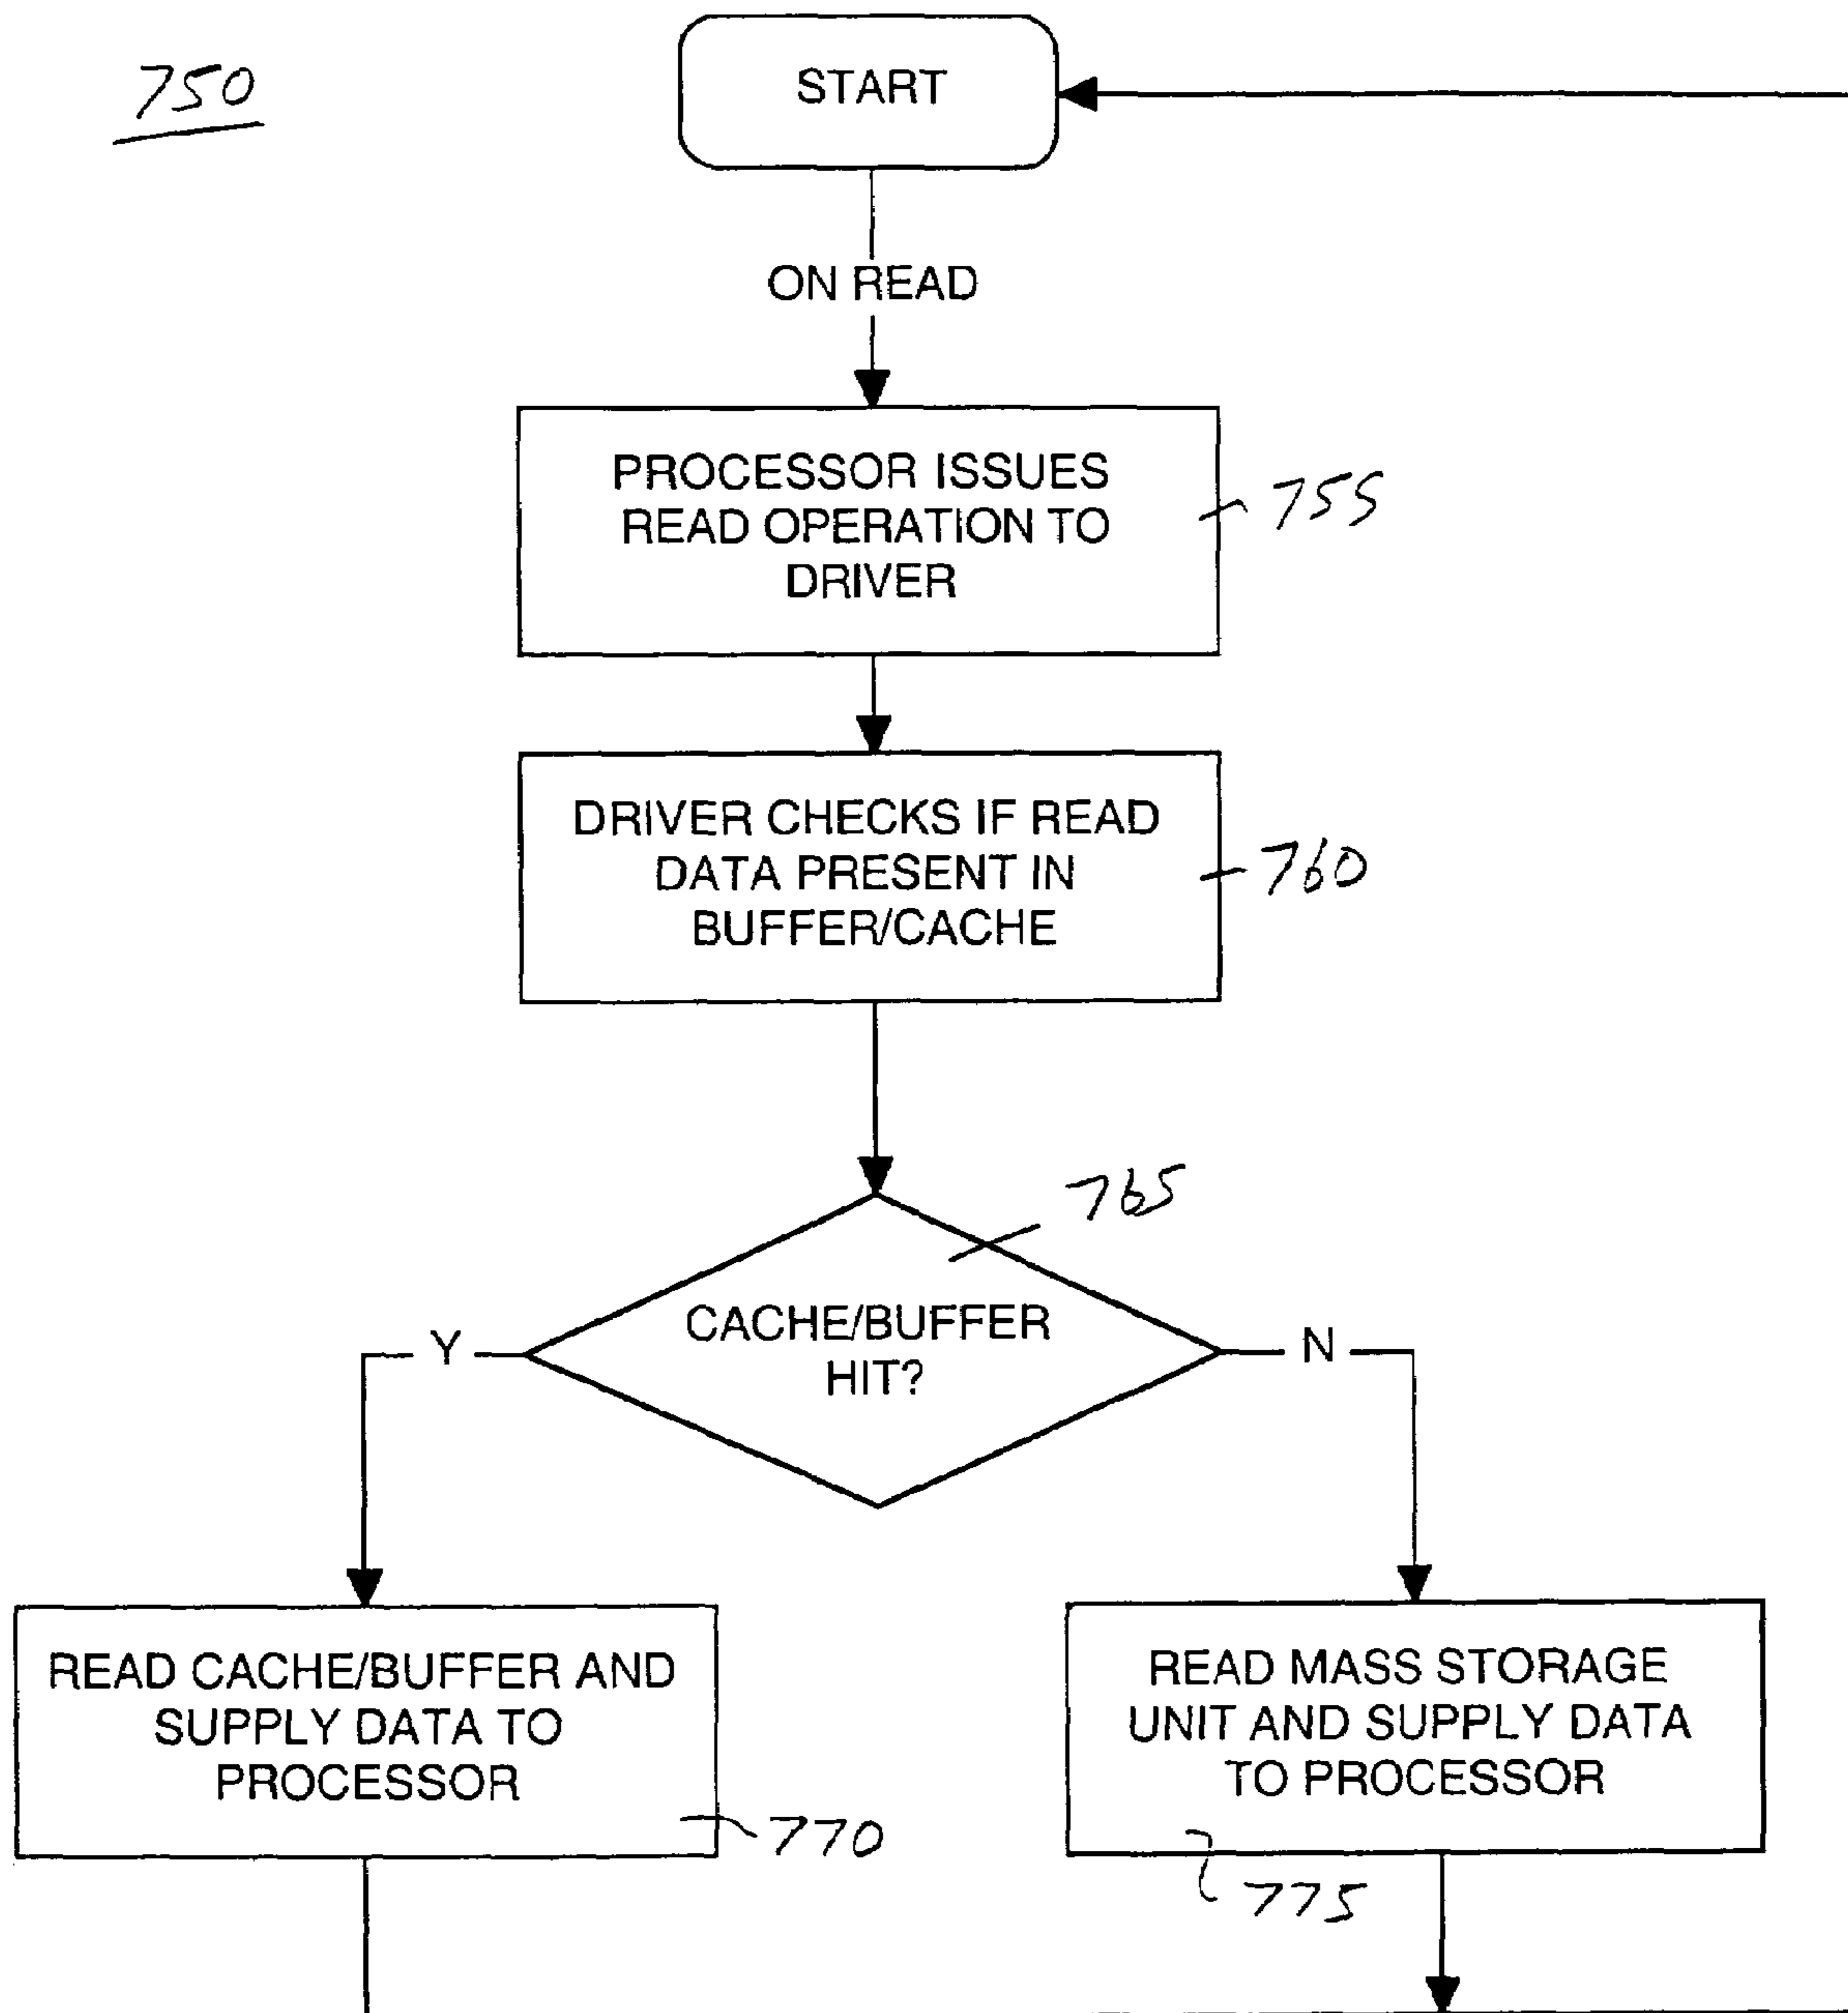 750
START
ON READ
PROCESSOR ISSUES
READ OPERATION TO
DRIVER
755
DRIVER CHECKS IF READ
DATA PRESENT IN
BUFFER/CACHE
760
765
CACHE/BUFFER
HIT?
Y
N
READ CACHE/BUFFER AND
SUPPLY DATA TO
PROCESSOR
770
READ MASS STORAGE
UNIT AND SUPPLY DATA
TO PROCESSOR
775